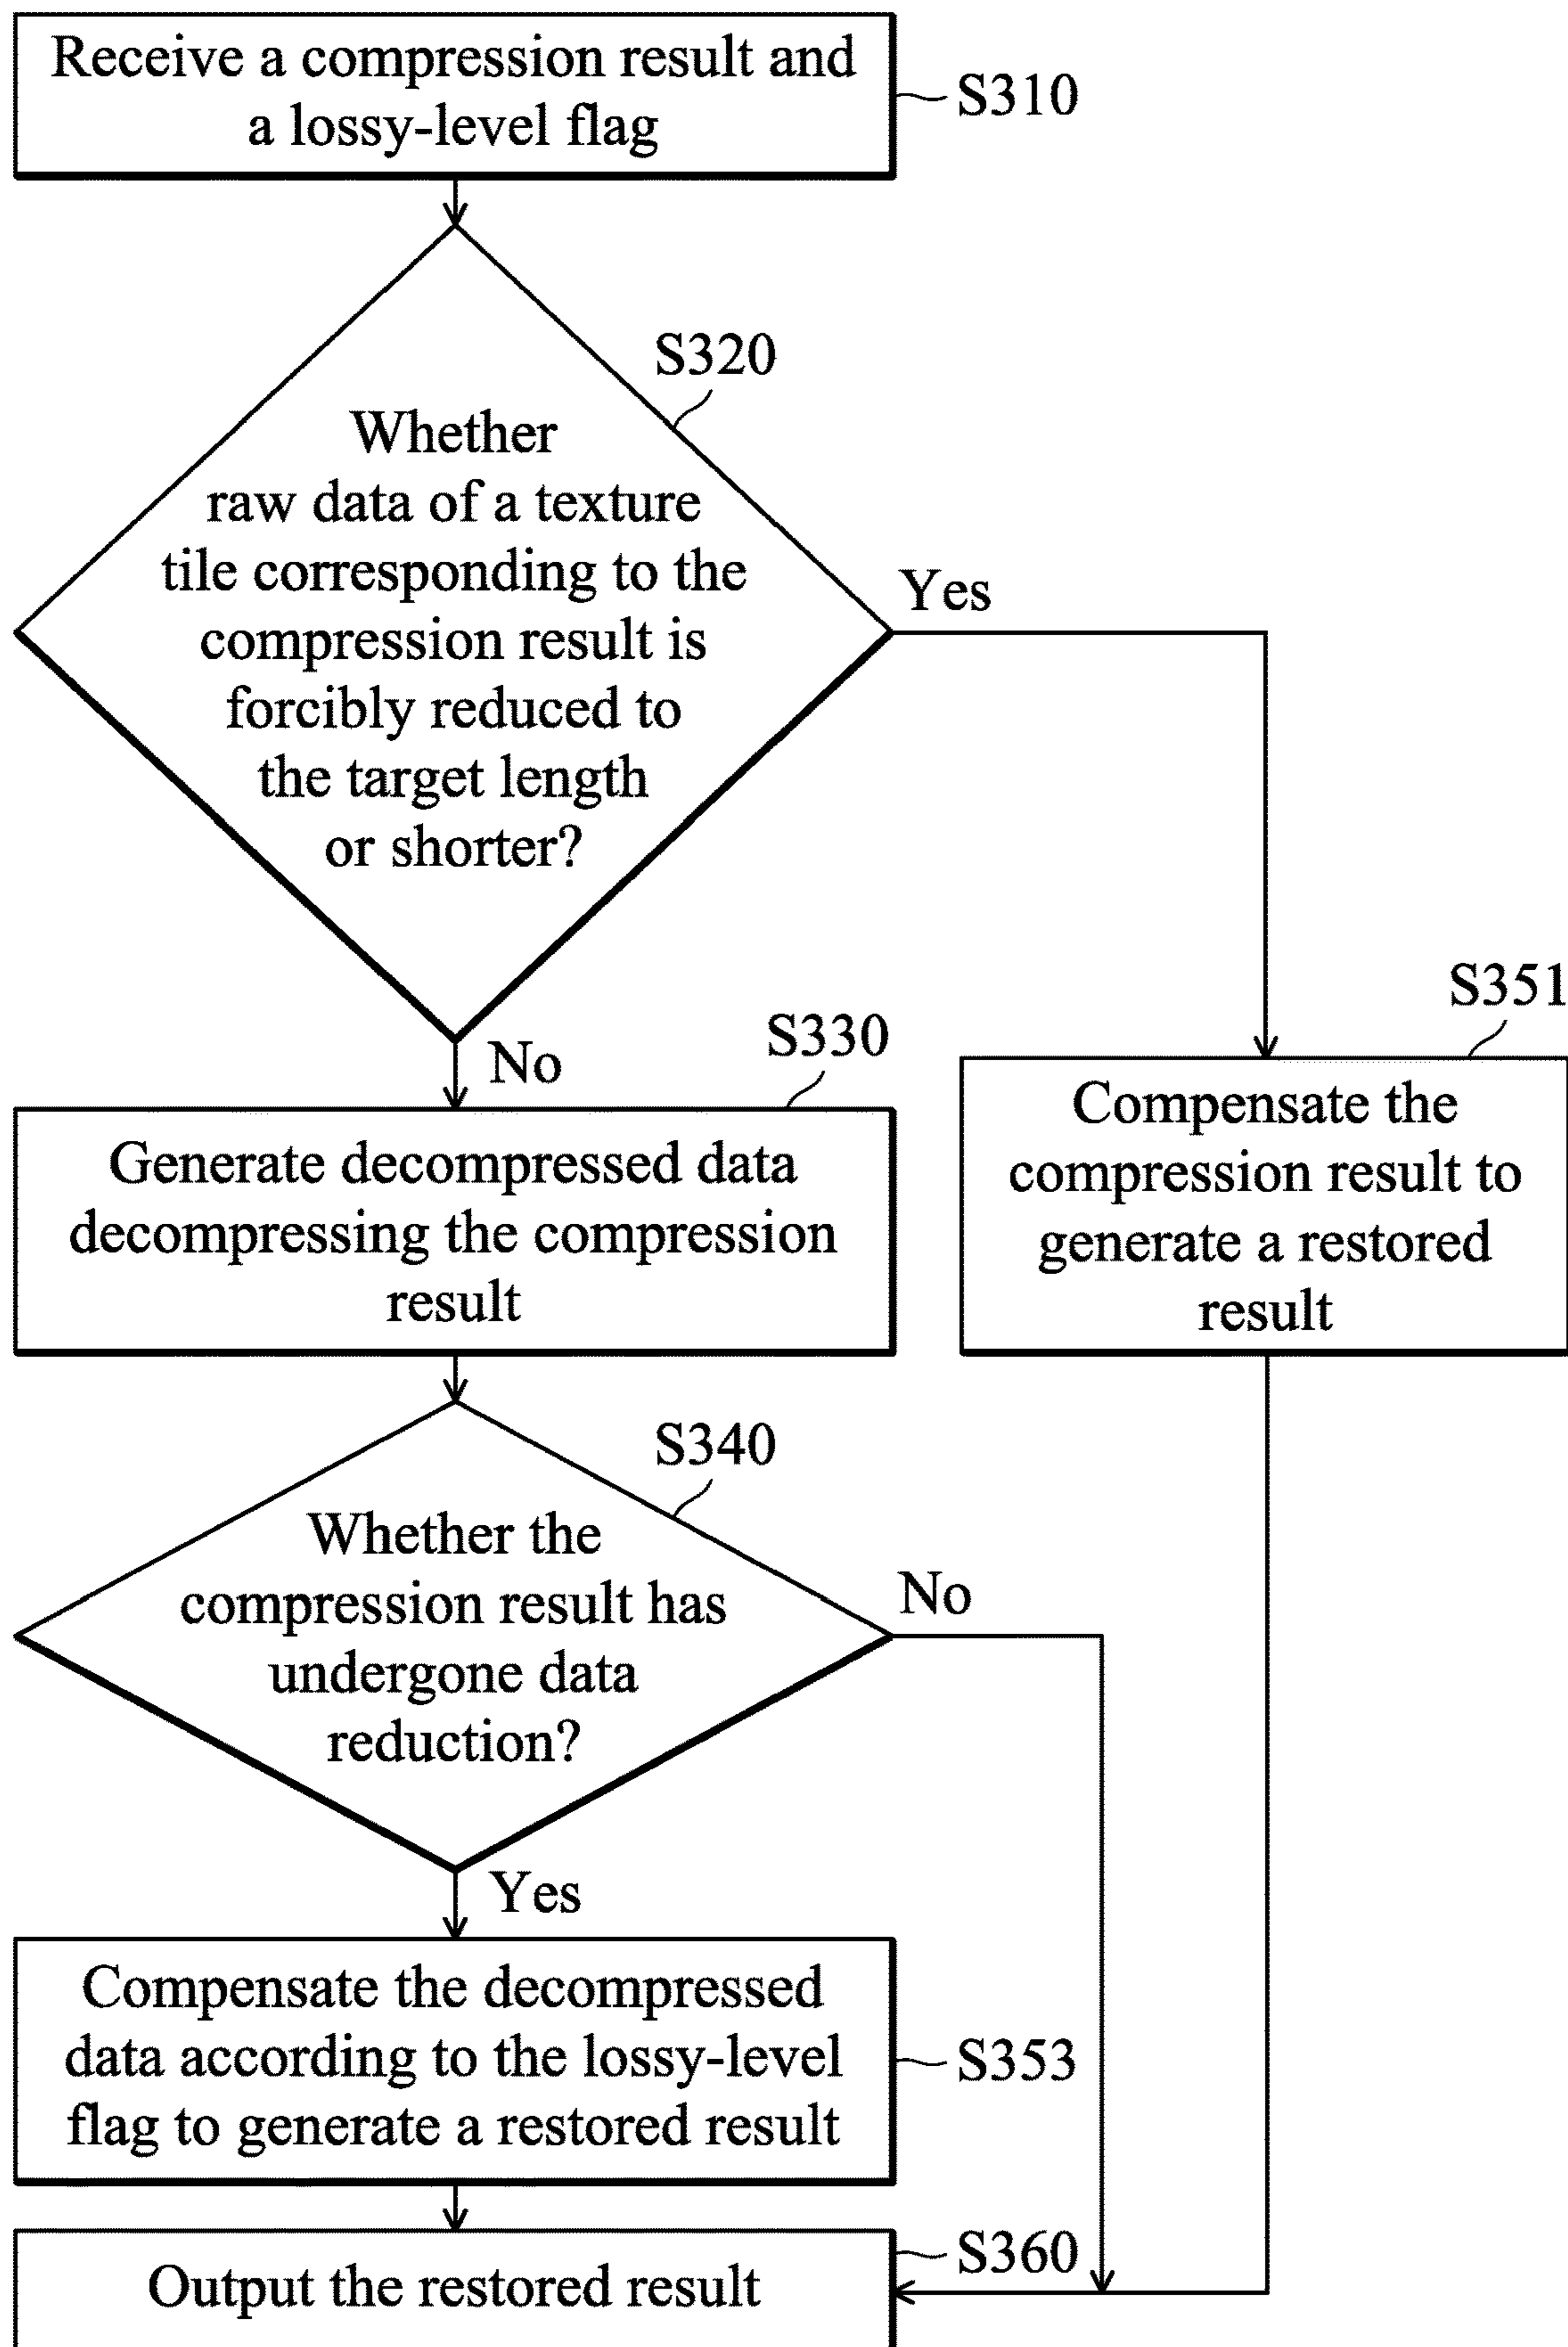 Receive a compression result and
a lossy-level flag
S310
S320
Whether
raw data of a texture
tile corresponding to the
compression result is
forcibly reduced to
the target length
or shorter?
Yes
No
S330
Generate decompressed data
decompressing the compression
result
S351
Compensate the
compression result to
generate a restored
result
S340
Whether the
compression result has
undergone data
reduction?
No
Yes
Compensate the decompressed
data according to the lossy-level
flag to generate a restored result
S353
Output the restored result
S360